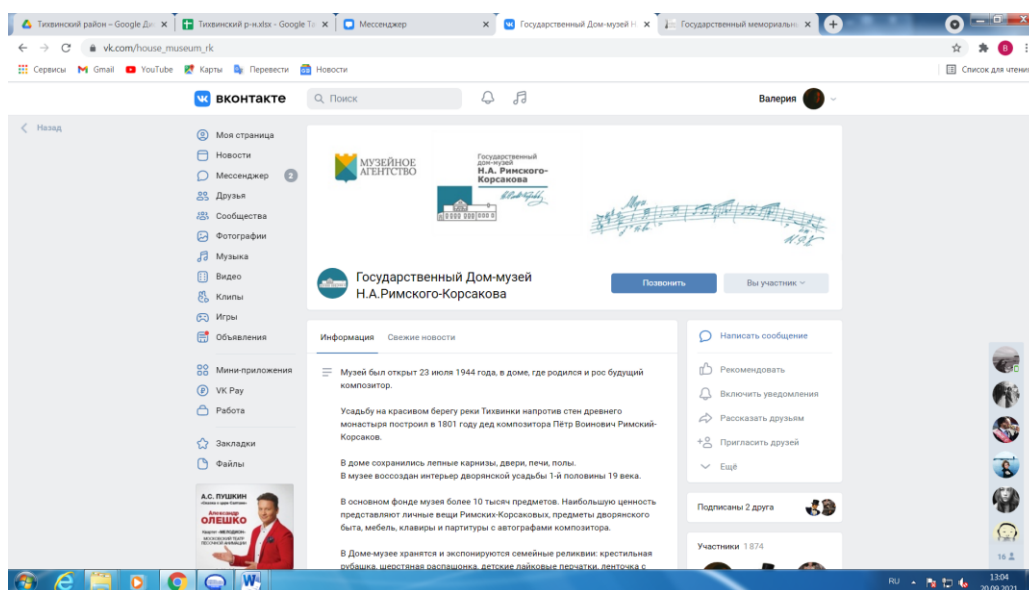 Тихвинский район – Google Ди
Тихвинский р-н.xlsx - Google Та
Мессенджер
Государственный Дом-музей Н
Государственный мемориальн
vk.com/house_museum_rk
В
Сервисы
Gmail
YouTube
Карты
Перевести
Новости
Список для чтения
Назад
вконтакте
Поиск
Валерия
Моя страница
Новости
Мессенджер 2
Друзья
Сообщества
Фотографии
Музыка
Видео
Клипы
Игры
Объявления
Мини-приложения
VK Pay
Работа
Закладки
Файлы
А.С. ПУШКИН
Александр
ОЛЕШКО
МУЗЕЙНОЕ
АГЕНТСТВО
Государственный
дом-музей
Н.А. Римского-
Корсакова
Государственный Дом-музей
Н.А.Римского-Корсакова
Позвонить
Вы участник
Информация
Свежие новости
Музей был открыт 23 июля 1944 года, в доме, где родился и рос будущий
композитор.
Усадьбу на красивом берегу реки Тихвинки напротив стен древнего
монастыря построил в 1801 году дед композитора Пётр Воинович Римский-
Корсаков.
В доме сохранились лепные карнизы, двери, печи, полы.
В музее воссоздан интерьер дворянской усадьбы 1-й половины 19 века.
В основном фонде музея более 10 тысяч предметов. Наибольшую ценность
представляют личные вещи Римских-Корсаковых, предметы дворянского
быта, мебель, клавиры и партитуры с автографами композитора.
В Доме-музее хранятся и экспонируются семейные реликвии: крестильная
рубашка, шерстяная распашонка, детские лайковые перчатки, ленточка с
Написать сообщение
Рекомендовать
Включить уведомления
Рассказать друзьям
Пригласить друзей
Ещё
Подписаны 2 друга
Участники 1 874
16
RU
13:04
20.09.2021